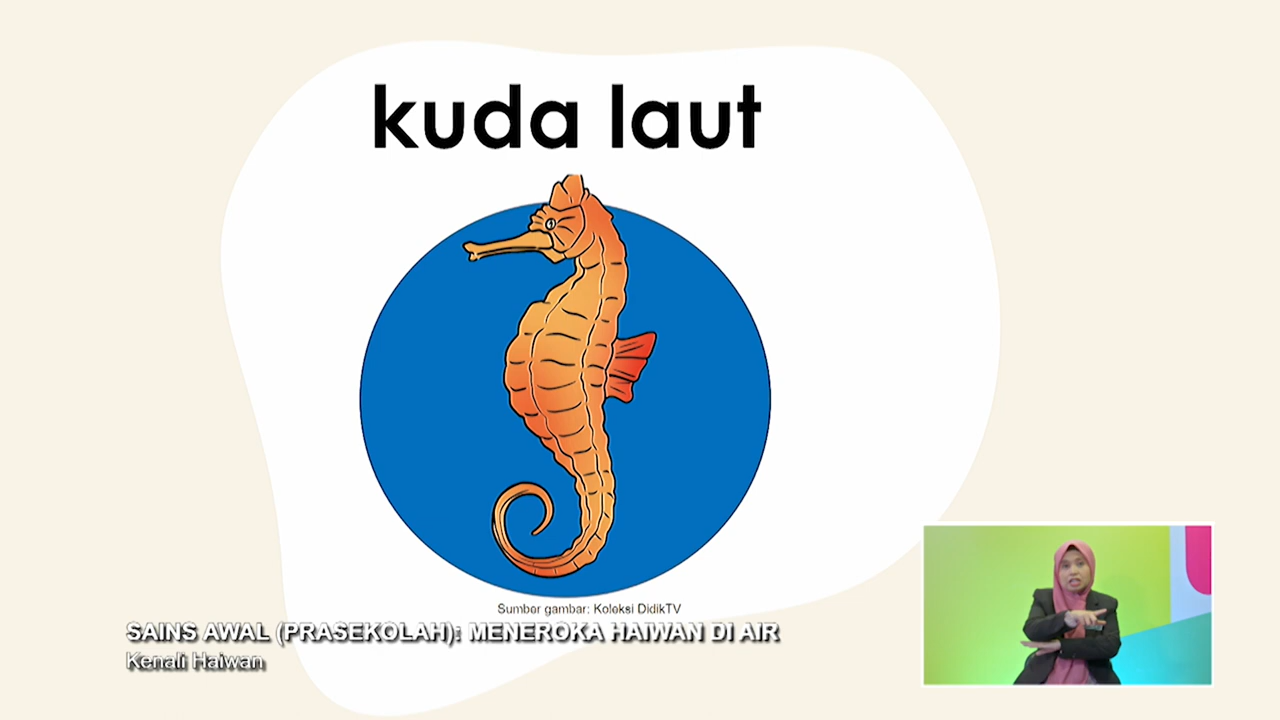 kuda laut
Sumber gambar: Koleksi DidikTV
SAINS AWAL (PRASEKOLAH): MENEROKA HAIWAN DI AIR
Kenali Haiwan